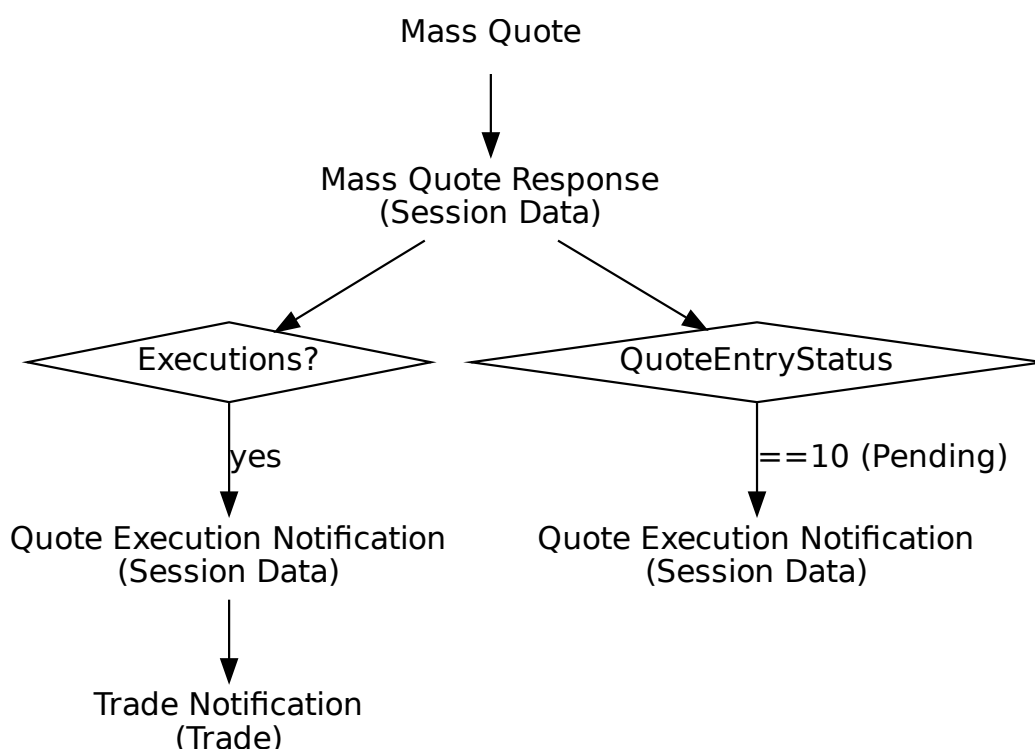 Mass Quote
Mass Quote Response
(Session Data)
Executions?
QuoteEntryStatus
yes
==10 (Pending)
Quote Execution Notification
(Session Data)
Quote Execution Notification
(Session Data)
Trade Notification
(Trade)